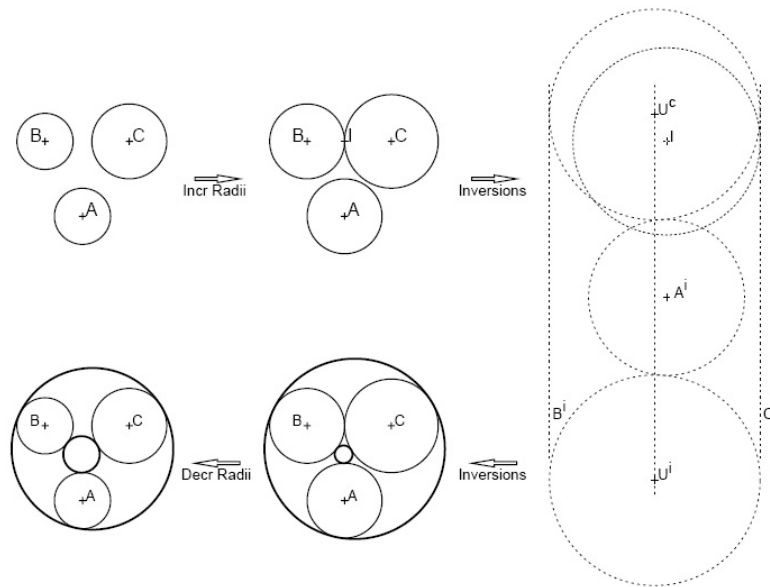 U^c
B C B I C I
A A
Incr Radii Inversions
A^i
B C B C B^i C
A A U^i
Decr Radii Inversions